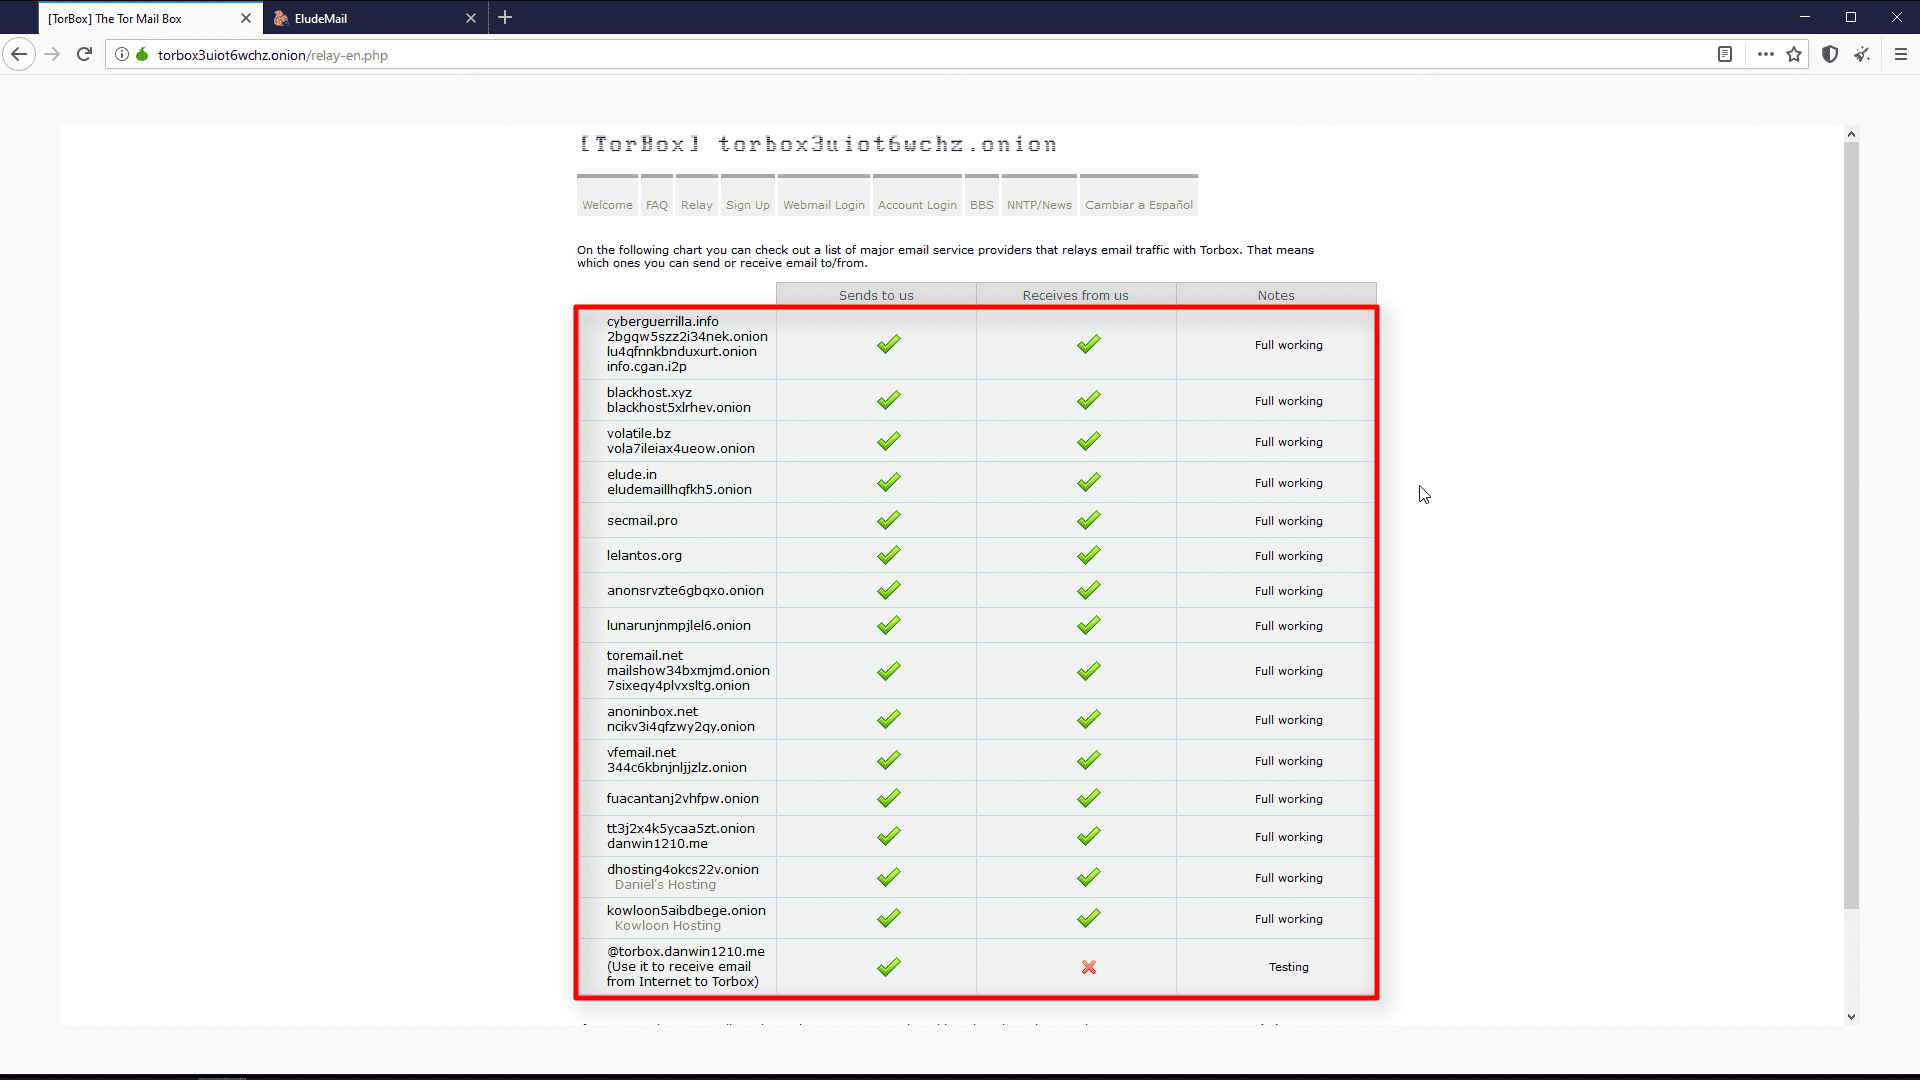 [TorBox] The Tor Mail Box
EludeMail
torbox3uiot6wchz.onion/relay-en.php
[TorBox] torbox3uiot6wchz.onion
Welcome FAQ Relay Sign Up Webmail Login Account Login BBS NNTP/News Cambiar a Español
On the following chart you can check out a list of major email service providers that relays email traffic with Torbox. That means
which ones you can send or receive email to/from.
Sends to us Receives from us Notes
cyberguerrilla.info
2bgqw5szz2i34nek.onion
lu4qfnnkbnduxurt.onion
info.cgan.i2p
Full working
blackhost.xyz
blackhost5xlrhev.onion
Full working
volatile.bz
vola7ileiax4ueow.onion
Full working
elude.in
eludemaillhqfkh5.onion
Full working
secmail.pro
Full working
lelantos.org
Full working
anonsrvzte6gbqxo.onion
Full working
lunarunjnmpjlel6.onion
Full working
toremail.net
mailshow34bxmjmd.onion
7sixeqy4plvxsltg.onion
Full working
anoninbox.net
ncikv3i4qfzwy2qy.onion
Full working
vfemail.net
344c6kbnjnljjzlz.onion
Full working
fuacantanj2vhfpw.onion
Full working
tt3j2x4k5ycaa5zt.onion
danwin1210.me
Full working
dhosting4okcs22v.onion
Daniel's Hosting
Full working
kowloon5aibdbege.onion
Kowloon Hosting
Full working
@torbox.danwin1210.me
(Use it to receive email
from Internet to Torbox)
Testing